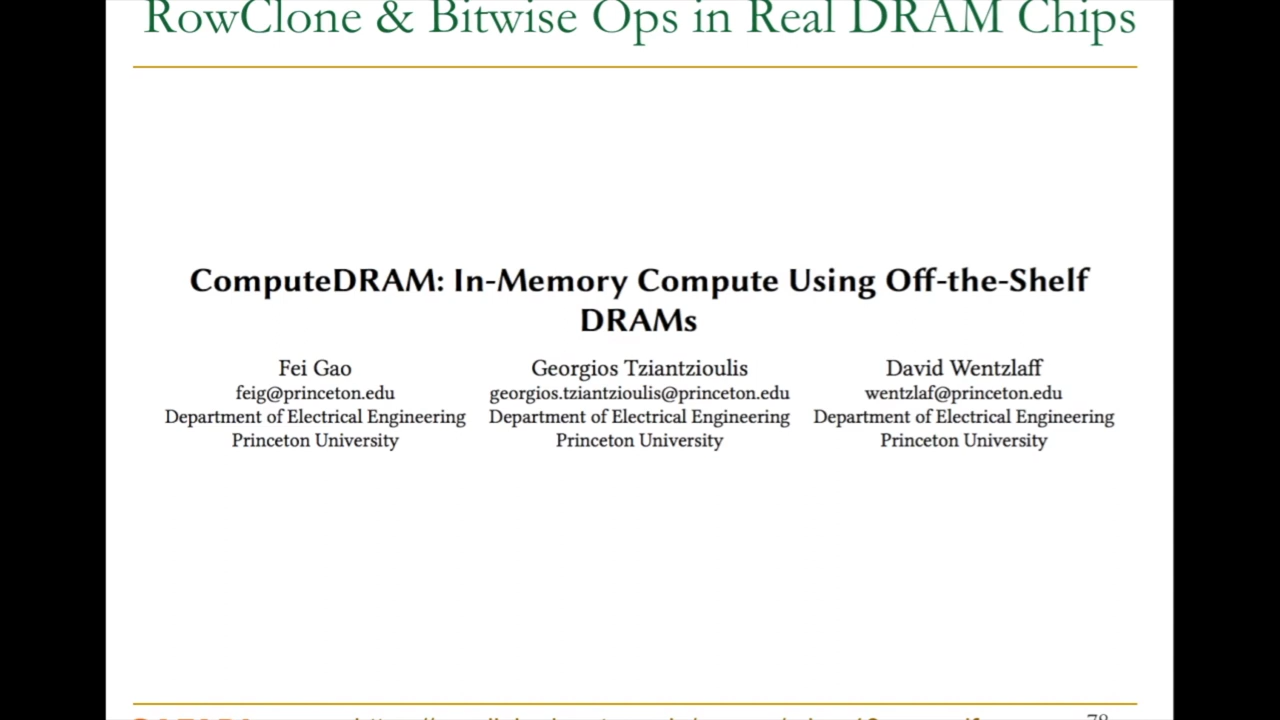 RowClone & Bitwise Ops in Real DRAM Chips
ComputeDRAM: In-Memory Compute Using Off-the-Shelf
DRAMs
Fei Gao
feig@princeton.edu
Department of Electrical Engineering
Princeton University
Georgios Tziantzioulis
georgios.tziantzioulis@princeton.edu
Department of Electrical Engineering
Princeton University
David Wentzlaff
wentzlaf@princeton.edu
Department of Electrical Engineering
Princeton University
78